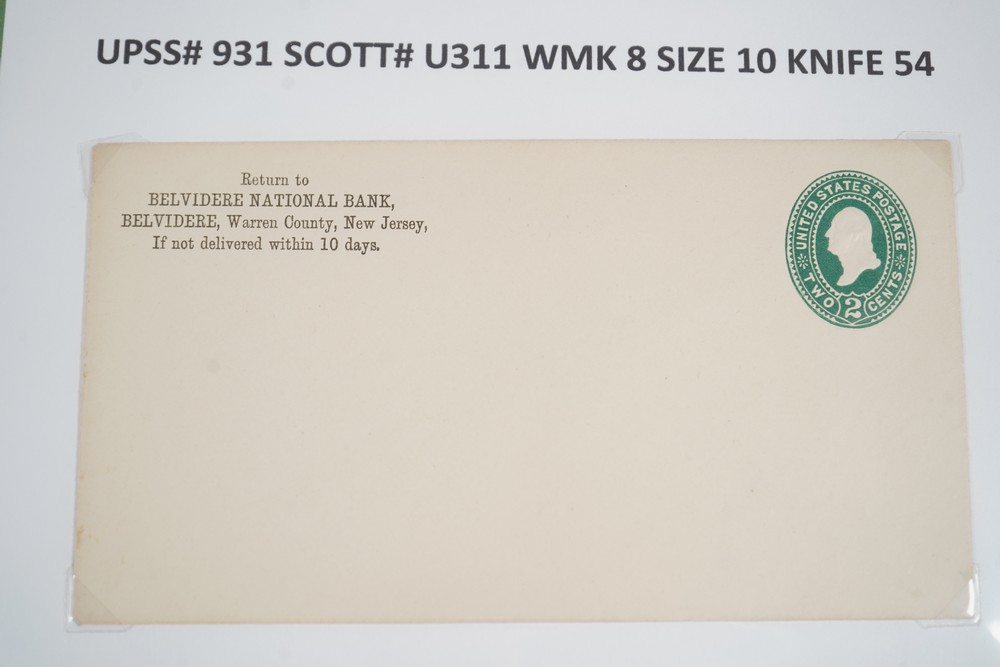 UPSS# 931 SCOTT# U311 WMK 8 SIZE 10 KNIFE 54
Return to
BELVIDERE NATIONAL BANK,
BELVIDERE, Warren County, New Jersey,
If not delivered within 10 days.
UNITED STATES POSTAGE
TWO 2 CENTS